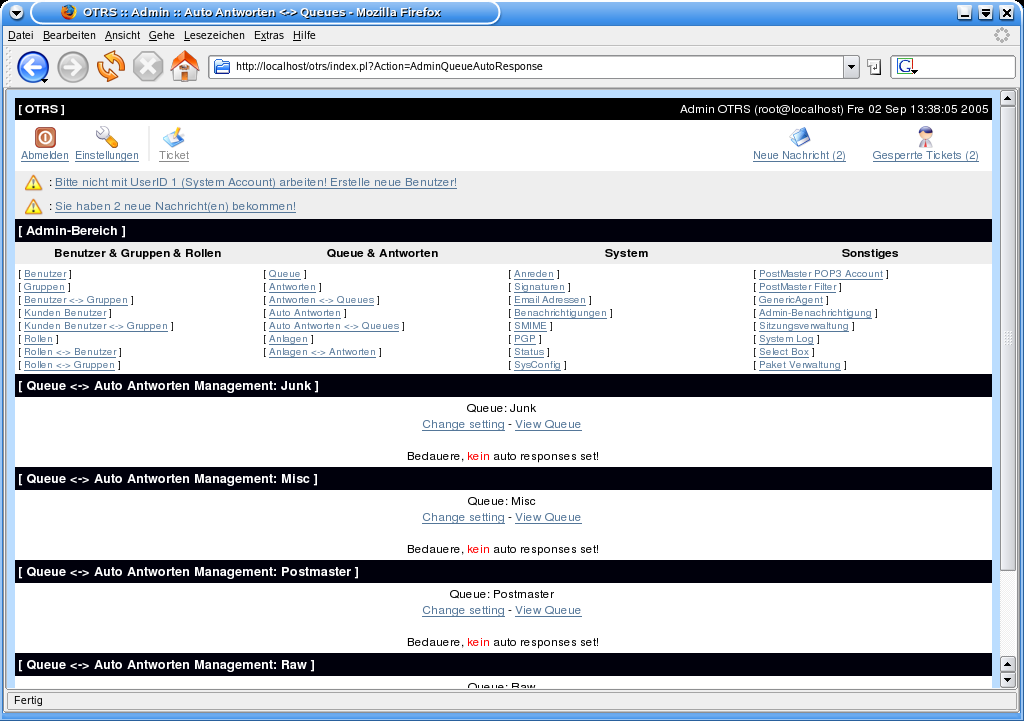 OTRS :: Admin :: Auto Antworten <-> Queues - Mozilla Firefox
Datei Bearbeiten Ansicht Gehe Lesezeichen Extras Hilfe
http://localhost/otrs/index.pl?Action=AdminQueueAutoResponse
[ OTRS ] Admin OTRS (root@localhost) Fre 02 Sep 13:38:05 2005
Abmelden Einstellungen Ticket Neue Nachricht (2) Gesperrte Tickets (2)
: Bitte nicht mit UserID 1 (System Account) arbeiten! Erstelle neue Benutzer!
: Sie haben 2 neue Nachricht(en) bekommen!
[ Admin-Bereich ]
Benutzer & Gruppen & Rollen Queue & Antworten System Sonstiges
[ Benutzer ] [ Queue ] [ Anreden ] [ PostMaster POP3 Account ]
[ Gruppen ] [ Antworten ] [ Signaturen ] [ PostMaster Filter ]
[ Benutzer <-> Gruppen ] [ Antworten <-> Queues ] [ Email Adressen ] [ GenericAgent ]
[ Kunden Benutzer ] [ Auto Antworten ] [ Benachrichtigungen ] [ Admin-Benachrichtigung ]
[ Kunden Benutzer <-> Gruppen ] [ Auto Antworten <-> Queues ] [ SMIME ] [ Sitzungsverwaltung ]
[ Rollen ] [ Anlagen ] [ PGP ] [ System Log ]
[ Rollen <-> Benutzer ] [ Anlagen <-> Antworten ] [ Status ] [ Select Box ]
[ Rollen <-> Gruppen ] [ SysConfig ] [ Paket Verwaltung ]
[ Queue <-> Auto Antworten Management: Junk ]
Queue: Junk
Change setting - View Queue
Bedauere, kein auto responses set!
[ Queue <-> Auto Antworten Management: Misc ]
Queue: Misc
Change setting - View Queue
Bedauere, kein auto responses set!
[ Queue <-> Auto Antworten Management: Postmaster ]
Queue: Postmaster
Change setting - View Queue
Bedauere, kein auto responses set!
[ Queue <-> Auto Antworten Management: Raw ]
Queue: Raw
Fertig